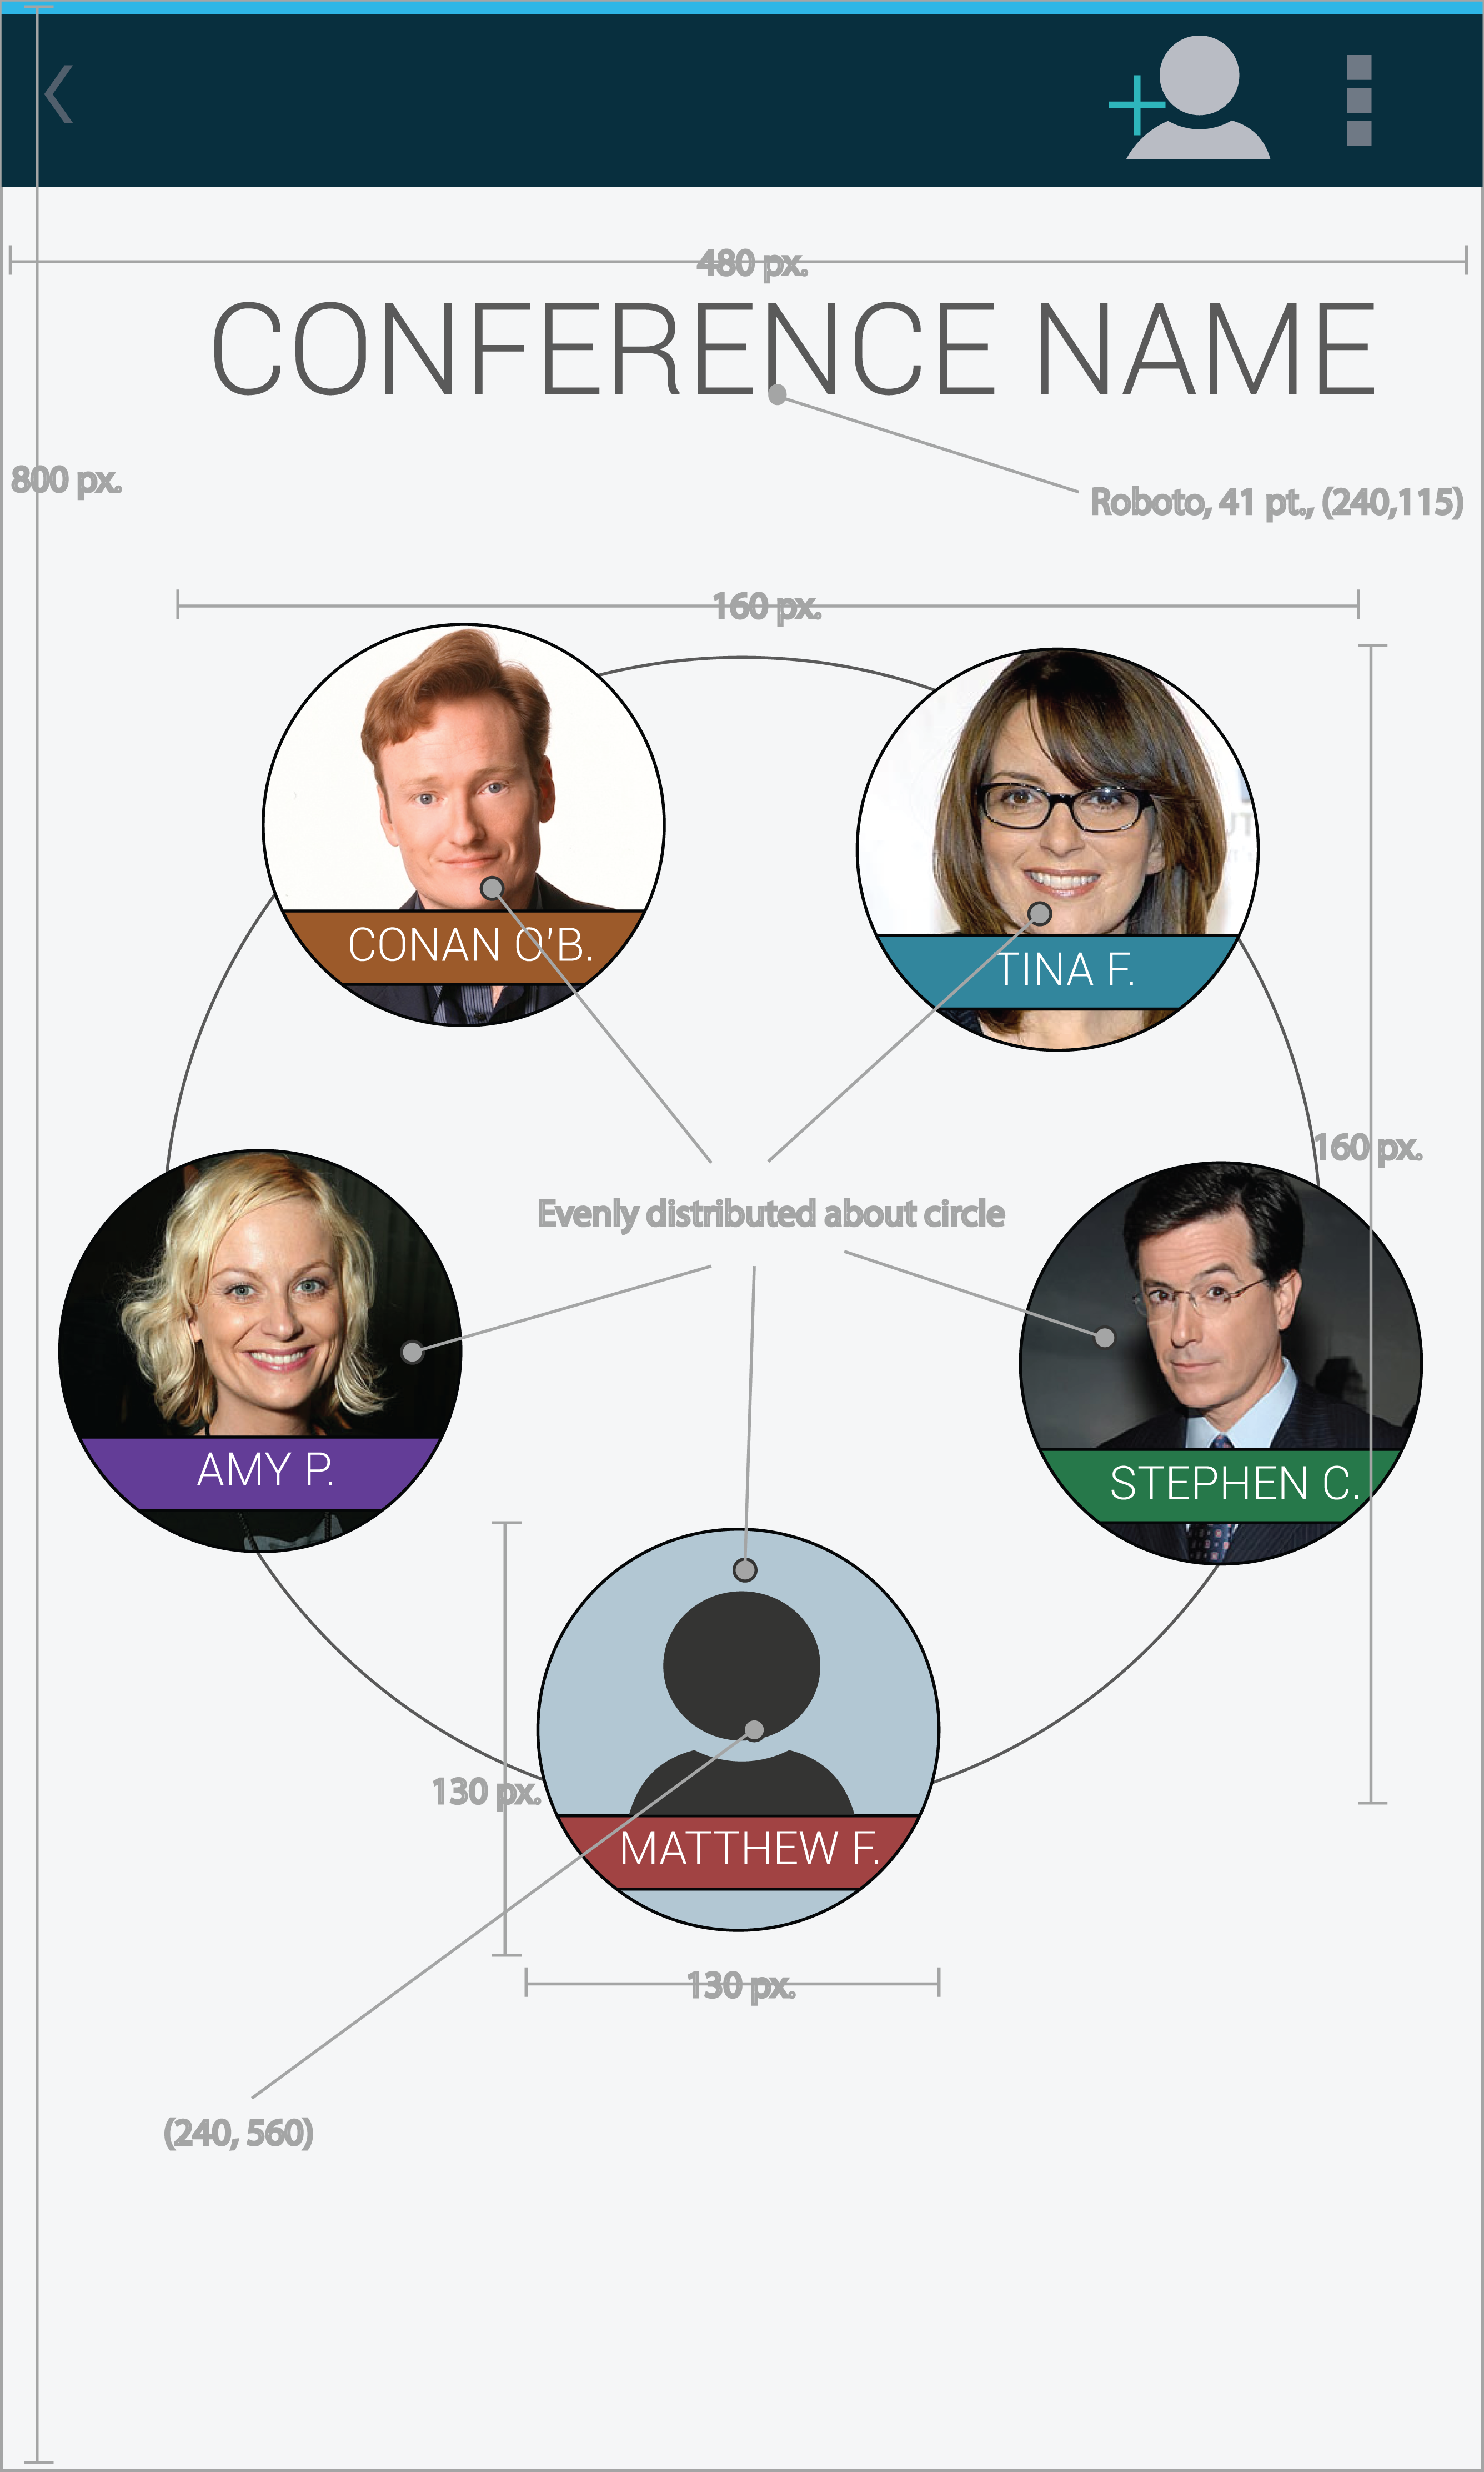 480 px.
CONFERENCE NAME
800 px.
Roboto, 41 pt., (240,115)
160 px.
CONAN O'B.
TINA F.
160 px.
Evenly distributed about circle
AMY P.
STEPHEN C.
130 px.
MATTHEW F.
130 px.
(240, 560)